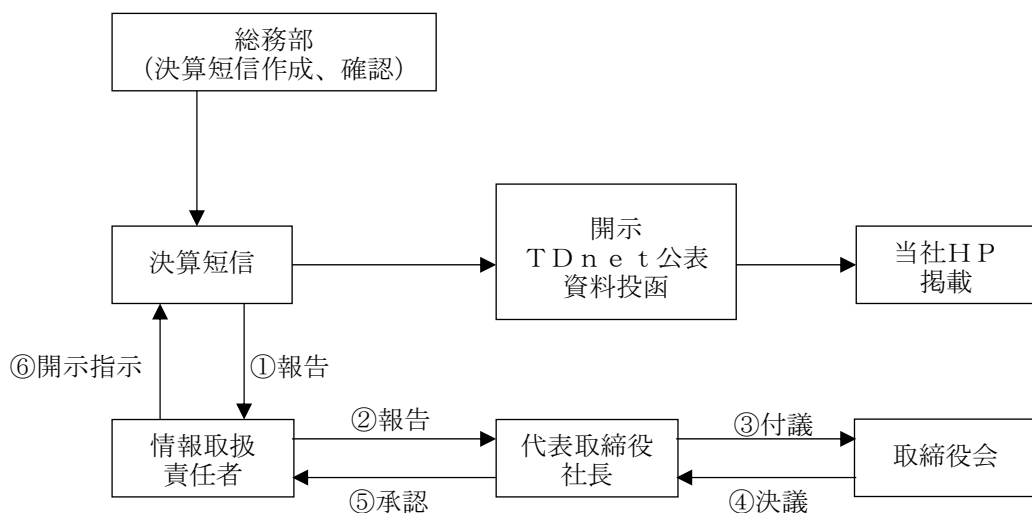 総務部
(決算短信作成、確認)
決算短信
開示
ＴＤｎｅｔ公表
資料投函
当社ＨＰ
掲載
⑥開示指示
①報告
情報取扱
責任者
②報告
⑤承認
代表取締役
社長
③付議
④決議
取締役会